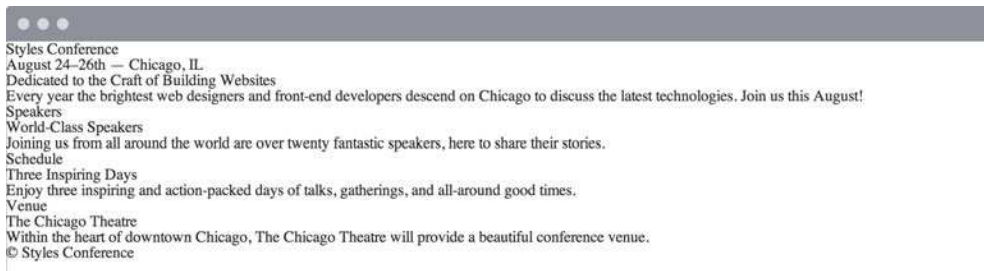 Styles Conference
August 24–26th — Chicago, IL
Dedicated to the Craft of Building Websites
Every year the brightest web designers and front-end developers descend on Chicago to discuss the latest technologies. Join us this August!
Speakers
World-Class Speakers
Joining us from all around the world are over twenty fantastic speakers, here to share their stories.
Schedule
Three Inspiring Days
Enjoy three inspiring and action-packed days of talks, gatherings, and all-around good times.
Venue
The Chicago Theatre
Within the heart of downtown Chicago, The Chicago Theatre will provide a beautiful conference venue.
© Styles Conference